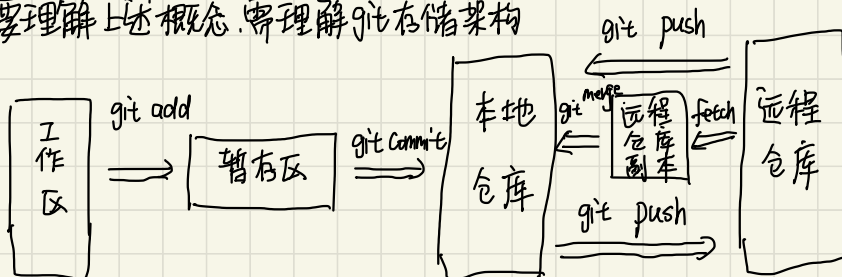 要理解上述概念.需理解git存储架构
git push
工作区
git add
暂存区
git commit
本地仓库
git merge
远程仓库副本
fetch
远程仓库
git push